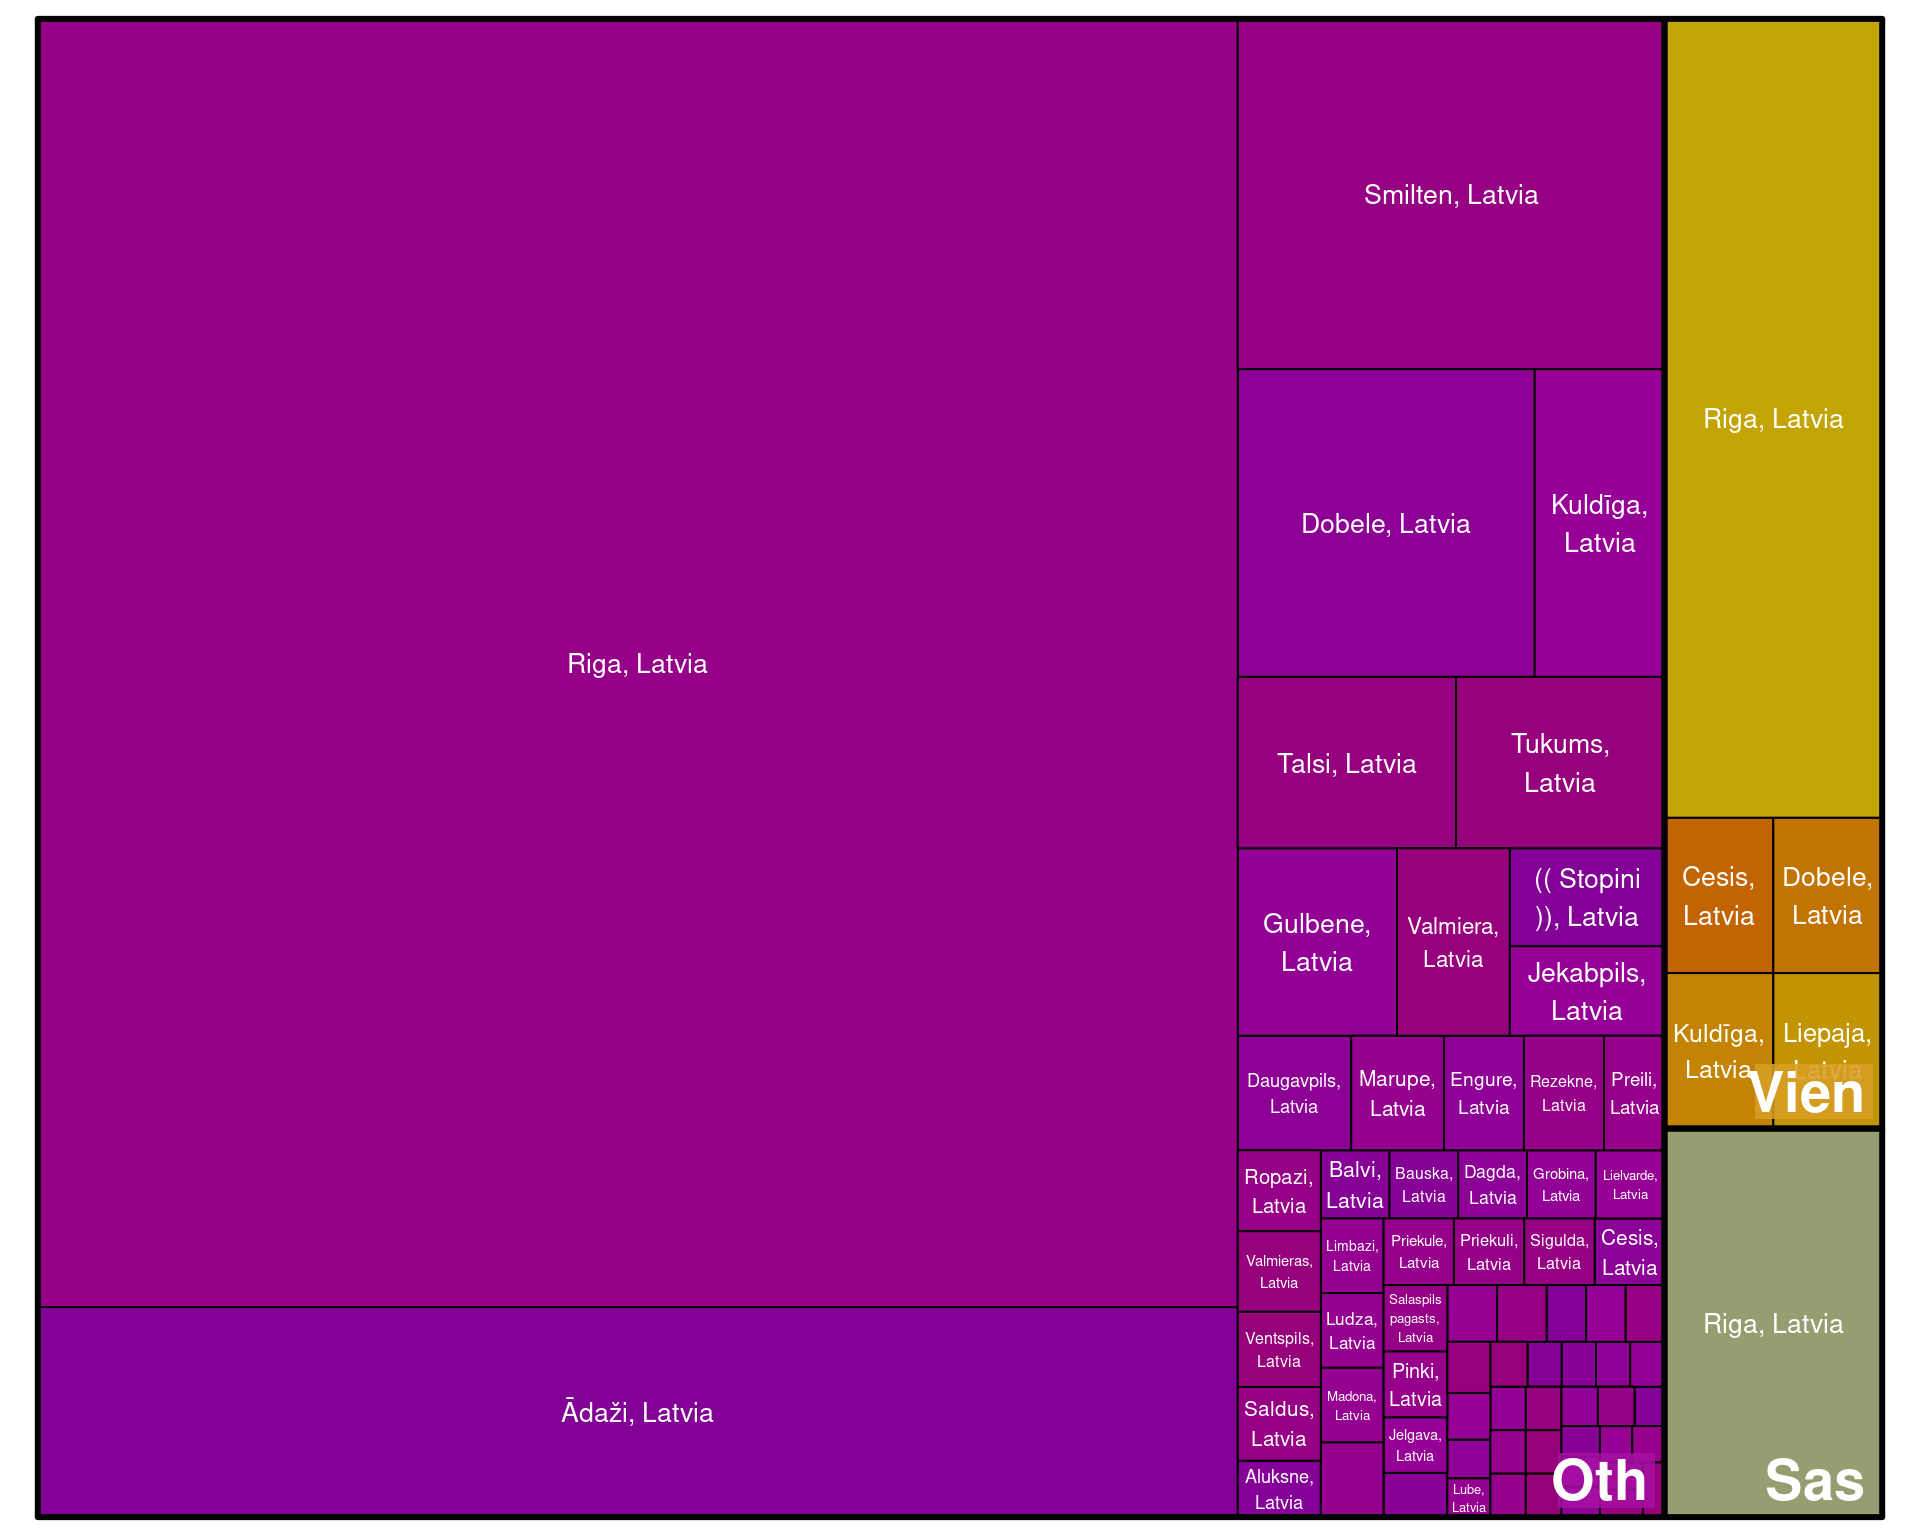 Riga, Latvia
Ādaži, Latvia
Smilten, Latvia
Dobele, Latvia
Kuldīga,
Latvia
Talsi, Latvia
Tukums,
Latvia
Gulbene,
Latvia
Valmiera,
Latvia
(( Stopini
)), Latvia
Jekabpils,
Latvia
Daugavpils,
Latvia
Marupe,
Latvia
Engure,
Latvia
Rezekne,
Latvia
Preili,
Latvia
Ropazi,
Latvia
Valmieras,
Latvia
Ventspils,
Latvia
Saldus,
Latvia
Aluksne,
Latvia
Balvi,
Latvia
Bauska,
Latvia
Dagda,
Latvia
Grobina,
Latvia
Lielvarde,
Latvia
Limbazi,
Latvia
Ludza,
Latvia
Madona,
Latvia
Priekule,
Latvia
Priekuli,
Latvia
Sigulda,
Latvia
Cesis,
Latvia
Salaspils
pagasts,
Latvia
Pinki,
Latvia
Jelgava,
Latvia
Lube,
Latvia
Oth
Riga, Latvia
Cesis,
Latvia
Dobele,
Latvia
Kuldīga,
Latvia
Liepaja,
Latvia
Vien
Riga, Latvia
Sas